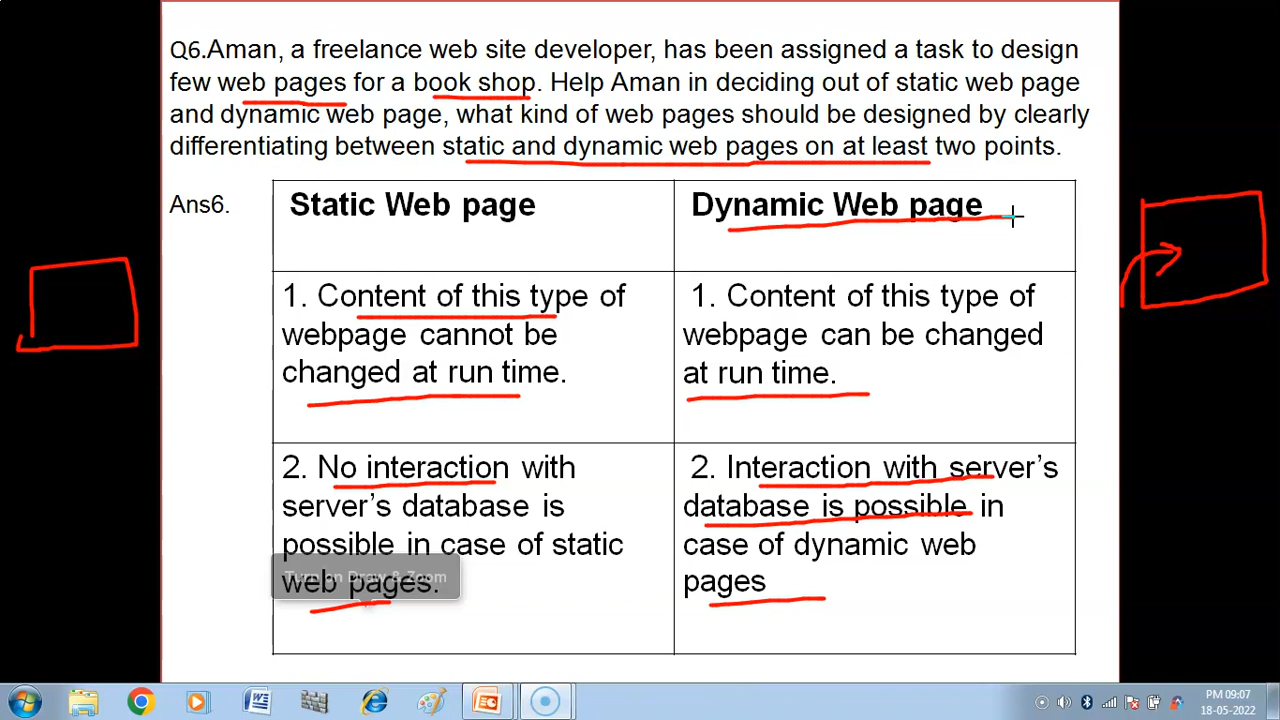 Q6.Aman, a freelance web site developer, has been assigned a task to design
few web pages for a book shop. Help Aman in deciding out of static web page
and dynamic web page, what kind of web pages should be designed by clearly
differentiating between static and dynamic web pages on at least two points.
Ans6.
Static Web page
Dynamic Web page
1. Content of this type of
webpage cannot be
changed at run time.
1. Content of this type of
webpage can be changed
at run time.
2. No interaction with
server’s database is
possible in case of static
web pages.
Turn on Draw & Zoom
2. Interaction with server’s
database is possible in
case of dynamic web
pages
PM 09:07
18-05-2022